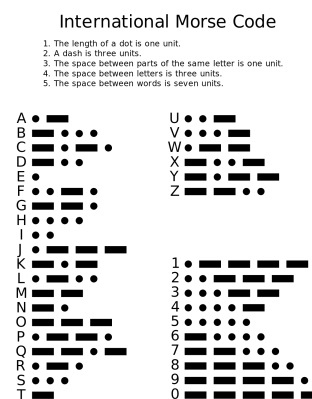 International Morse Code
1. The length of a dot is one unit.
2. A dash is three units.
3. The space between parts of the same letter is one unit.
4. The space between letters is three units.
5. The space between words is seven units.
A
B
C
D
E
F
G
H
I
J
K
L
M
N
O
P
Q
R
S
T
U
V
W
X
Y
Z
1
2
3
4
5
6
7
8
9
0